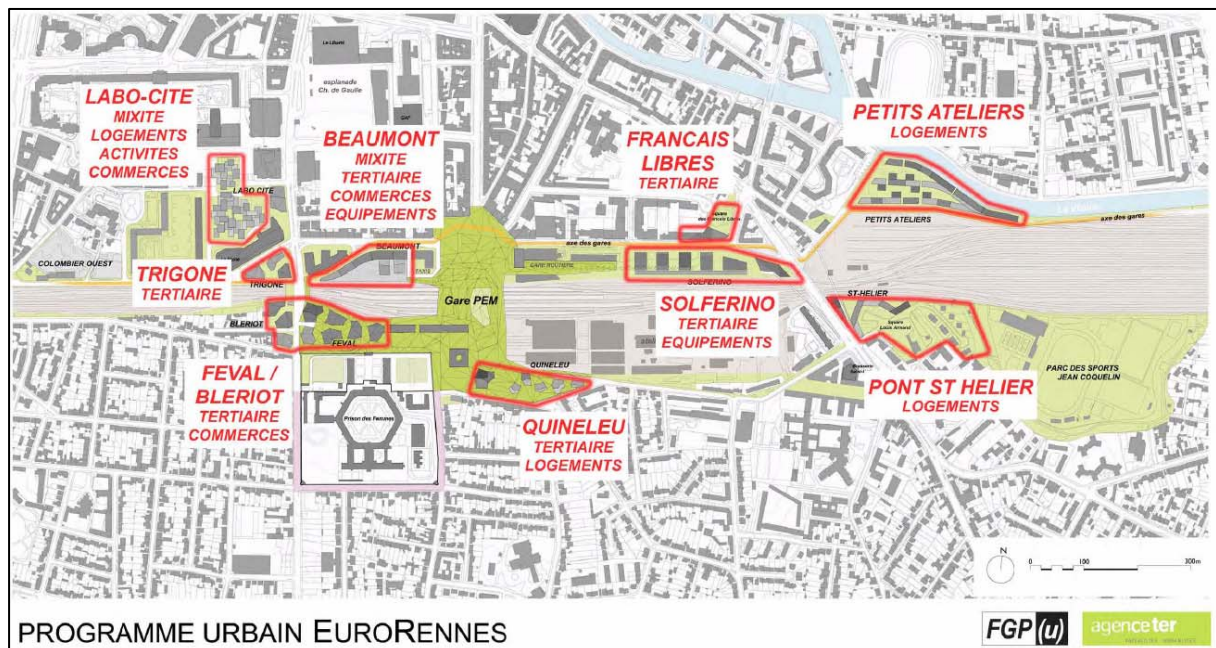 Le Liberté
esplanade
Ch. de Gaulle
LABO-CITE
MIXITE
LOGEMENTS
ACTIVITES
COMMERCES
BEAUMONT
MIXITE
TERTIAIRE
COMMERCES
EQUIPEMENTS
FRANCAIS
LIBRES
TERTIAIRE
PETITS ATELIERS
LOGEMENTS
LABO CITE
PETITS ATELIERS
axe des gares
COLOMBIER OUEST
BEAUMONT
axe des gares
GARE ROUTIERE
TRIGONE
TERTIAIRE
TRIGONE
Gare PEM
SOLFERINO
SOLFERINO
TERTIAIRE
EQUIPEMENTS
ST-HELIER
Square
Louis Armand
BLERIOT
FEVAL
FEVAL /
BLERIOT
TERTIAIRE
COMMERCES
Prison des Femmes
QUINELEU
QUINELEU
TERTIAIRE
LOGEMENTS
PONT ST HELIER
LOGEMENTS
PARC DES SPORTS
JEAN COQUELIN
N
0 100 300m
PROGRAMME URBAIN EURORENNES
FGP (u)
agence ter